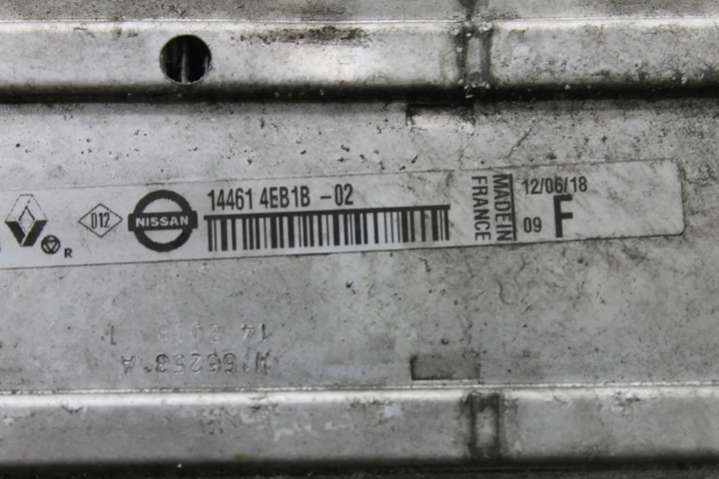 R
012
NISSAN
14461 4EB1B -02
MADE IN
FRANCE
12/06/18
09 F